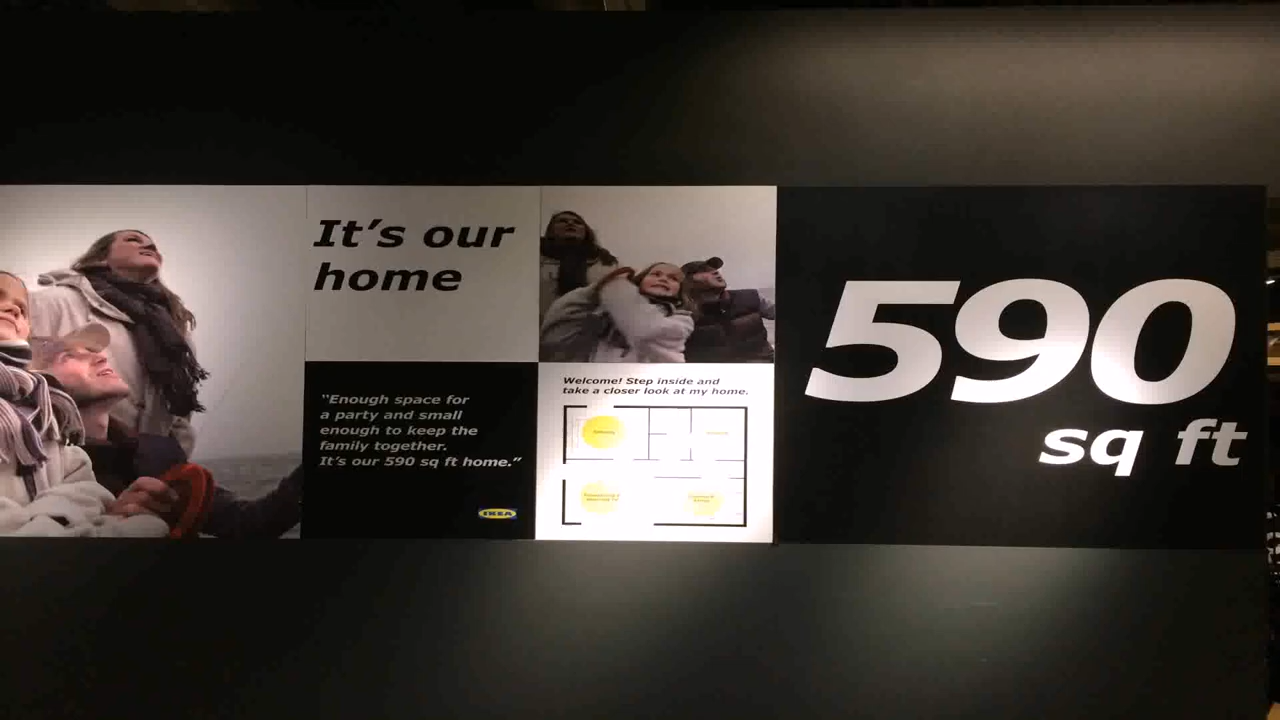 It's our
home
"Enough space for
a party and small
enough to keep the
family together.
It's our 590 sq ft home."
IKEA
Welcome! Step inside and
take a closer look at my home.
590
sq ft